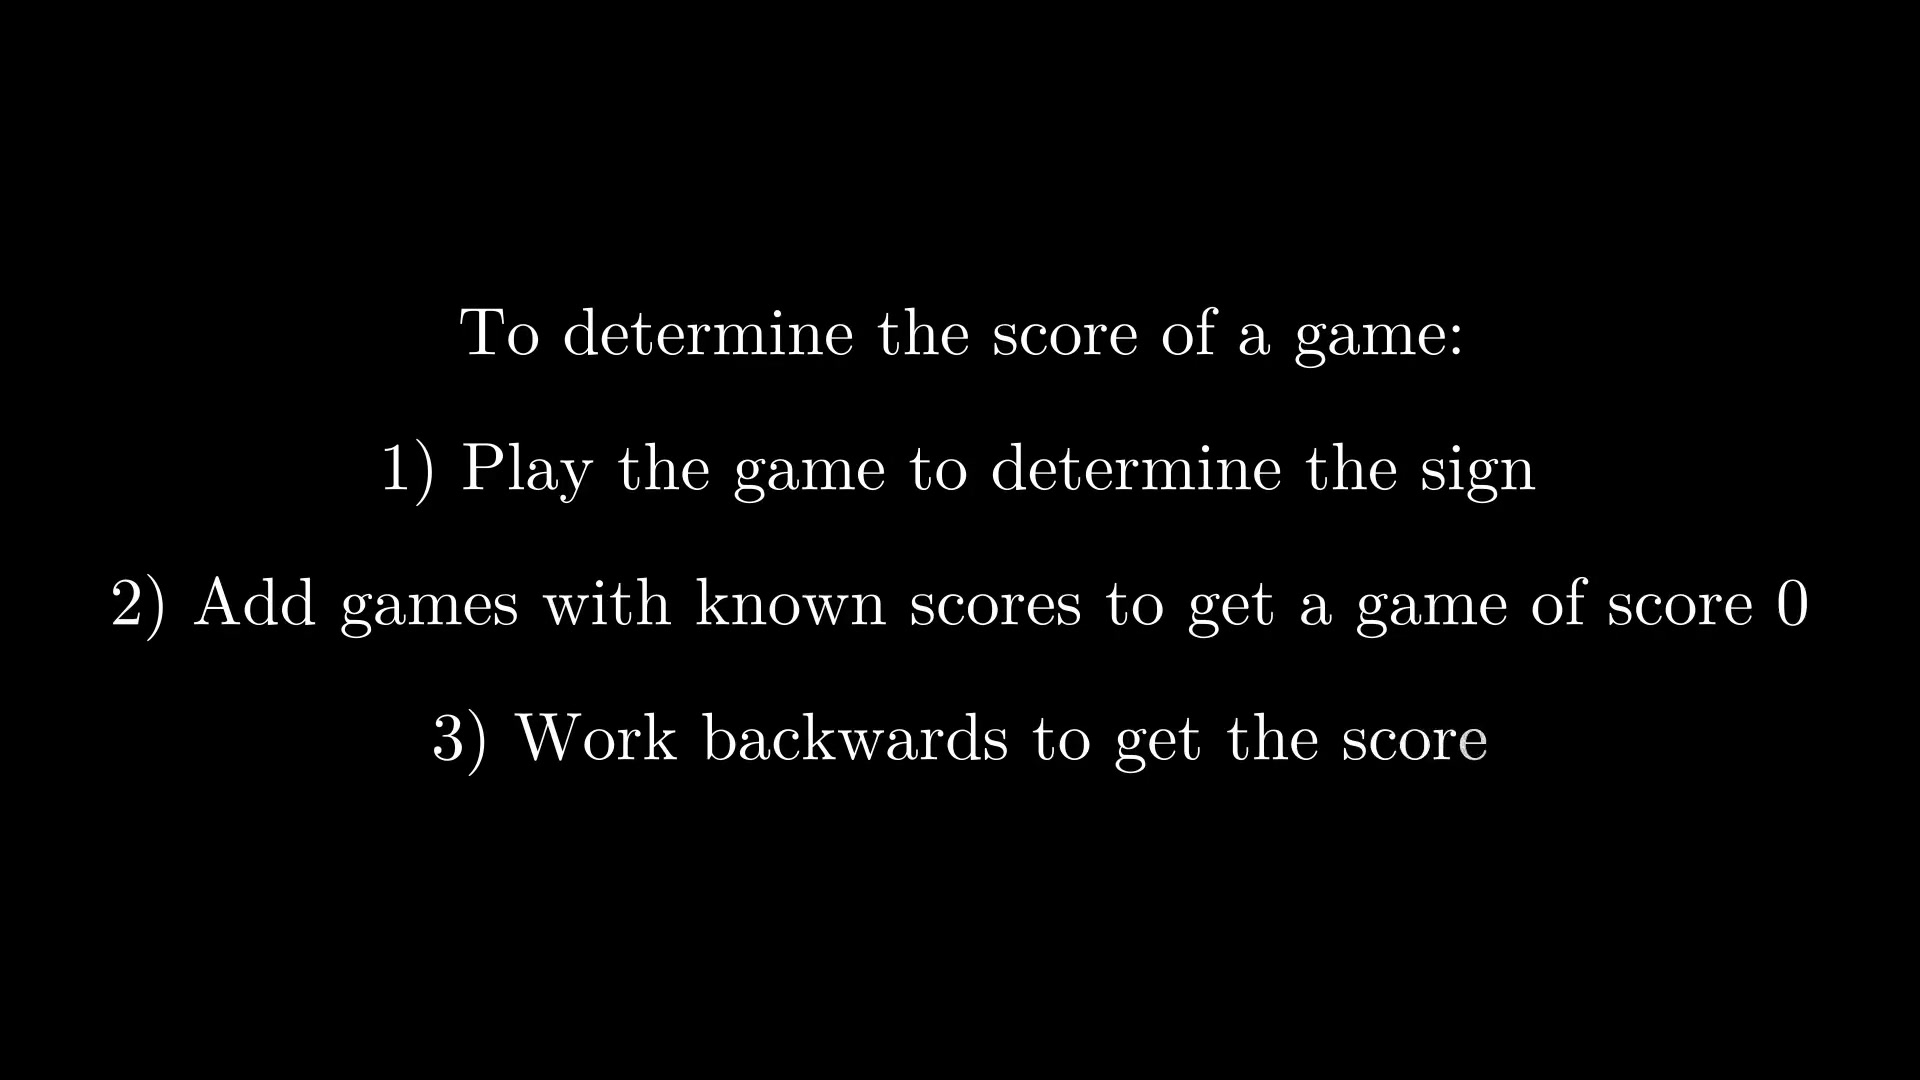 To determine the score of a game:
1) Play the game to determine the sign
2) Add games with known scores to get a game of score 0
3) Work backwards to get the score